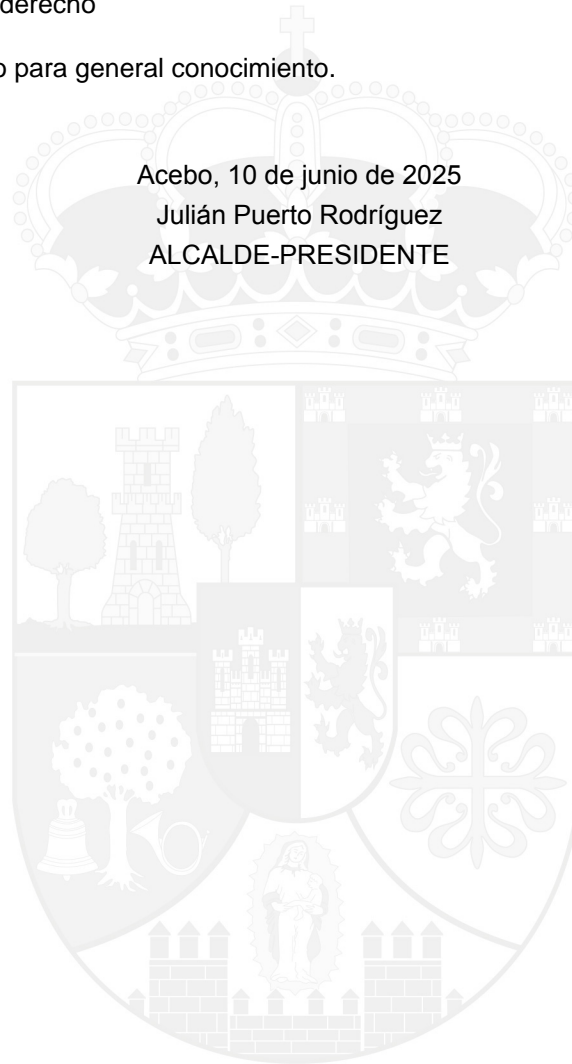 derecho
para general conocimiento.
Acebo, 10 de junio de 2025
Julián Puerto Rodríguez
ALCALDE-PRESIDENTE